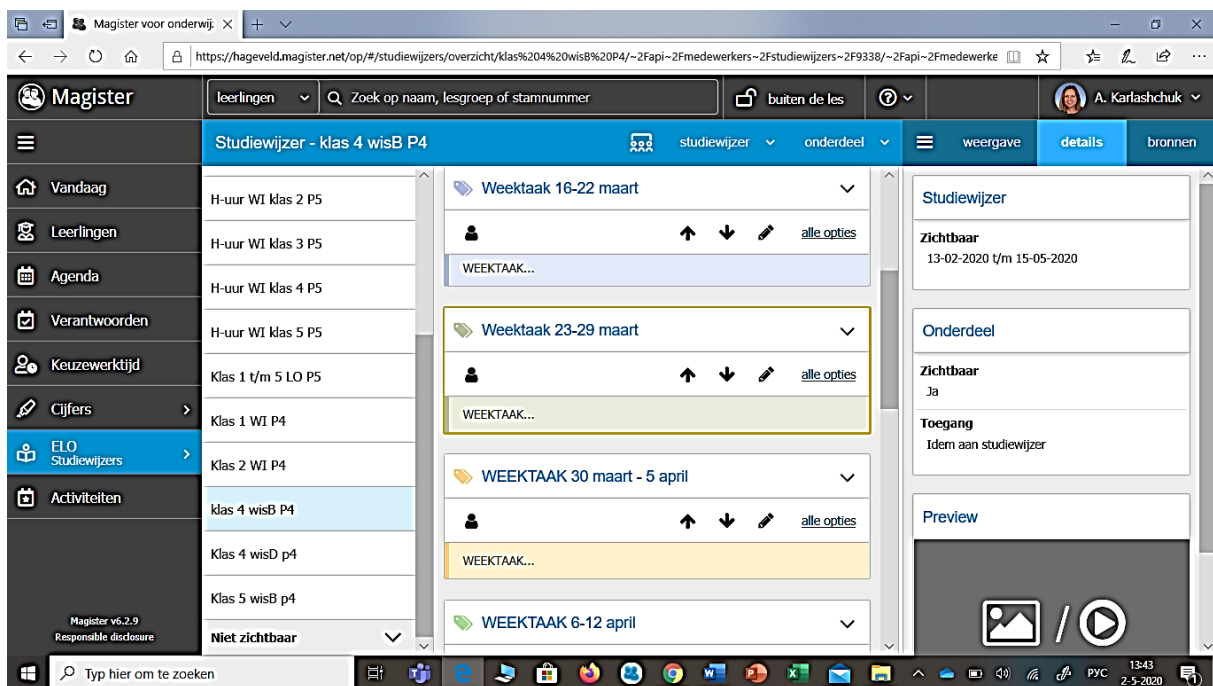 Magister voor onderwij:
https://hageveld.magister.net/op/#/studiewijzers/overzicht/klas%204%20wisB%20P4/~2Fapi~2Fmedewerkers~2Fstudiewijzers~2F9338/~2Fapi~2Fmedewerke
Magister
leerlingen
Zoek op naam, lesgroep of stamnummer
buiten de les
A. Karlashchuk
Studiewijzer - klas 4 wisB P4
studiewijzer
onderdeel
weergave
details
bronnen
Vandaag
Leerlingen
Agenda
Verantwoorden
Keuzewerktijd
Cijfers
ELO
Studiewijzers
Activiteiten
Magister v6.2.9
Responsible disclosure
H-uur WI klas 2 P5
H-uur WI klas 3 P5
H-uur WI klas 4 P5
H-uur WI klas 5 P5
Klas 1 t/m 5 LO P5
Klas 1 WI P4
Klas 2 WI P4
klas 4 wisB P4
Klas 4 wisD p4
Klas 5 wisB p4
Niet zichtbaar
Weektaak 16-22 maart
alle opties
WEEKTAAK...
Weektaak 23-29 maart
alle opties
WEEKTAAK...
WEEKTAAK 30 maart - 5 april
alle opties
WEEKTAAK...
WEEKTAAK 6-12 april
Studiewijzer
Zichtbaar
13-02-2020 t/m 15-05-2020
Onderdeel
Zichtbaar
Ja
Toegang
Idem aan studiewijzer
Preview
Typ hier om te zoeken
РУС
13:43
2-5-2020